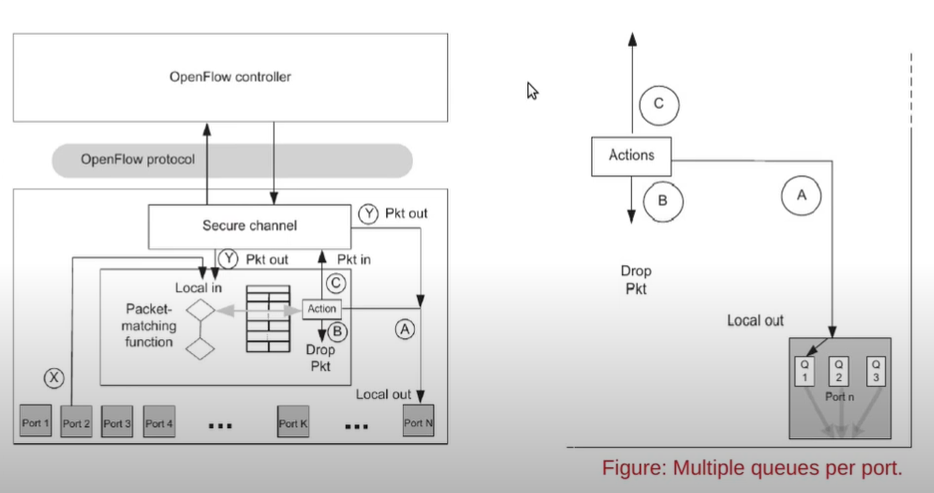 OpenFlow controller
OpenFlow protocol
Secure channel
Y Pkt out
Y Pkt out
Pkt in
Local in
C
Packet-
matching
function
Action
B
A
Drop
Pkt
X
Local out
Port 1
Port 2
Port 3
Port 4
...
Port K
...
Port N
C
Actions
B
A
Drop
Pkt
Local out
Q
1
Q
2
Q
3
Port n
Figure: Multiple queues per port.